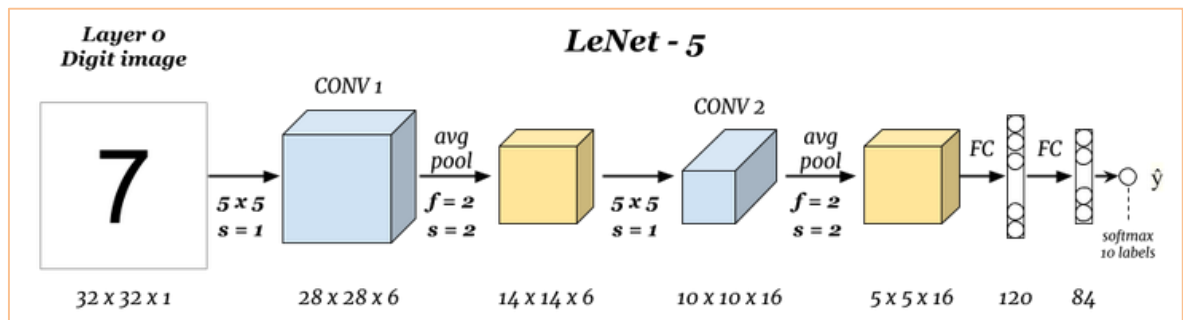 Layer 0
Digit image
LeNet - 5
7
5 x 5
s = 1
CONV 1
avg
pool
f = 2
s = 2
5 x 5
s = 1
CONV 2
avg
pool
f = 2
s = 2
FC
FC
ŷ
softmax
10 labels
32 x 32 x 1
28 x 28 x 6
14 x 14 x 6
10 x 10 x 16
5 x 5 x 16
120
84